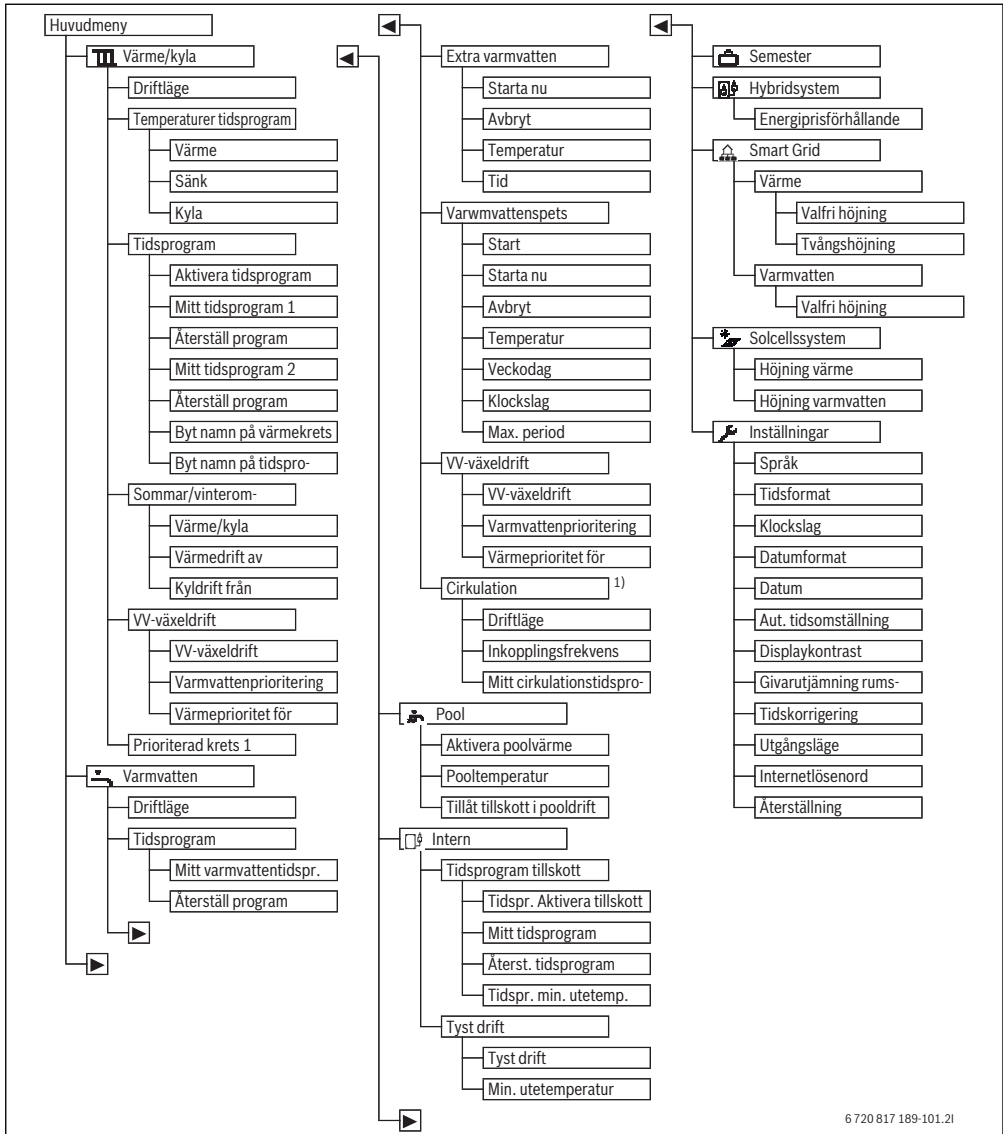 Huvudmeny
Värme/kyla
Driftläge
Temperaturer tidsprogram
Värme
Sänk
Kyla
Tidsprogram
Aktivera tidsprogram
Mitt tidsprogram 1
Återställ program
Mitt tidsprogram 2
Återställ program
Byt namn på värmekrets
Byt namn på tidspro-
Sommar/vinterom-
Värme/kyla
Värmedrift av
Kyldrift från
VV-växeldrift
VV-växeldrift
Varmvattenprioritering
Värmeprioritet för
Prioriterad krets 1
Varmvatten
Driftläge
Tidsprogram
Mitt varmvattentidspr.
Återställ program
Extra varmvatten
Starta nu
Avbryt
Temperatur
Tid
Varwmvattenspets
Start
Starta nu
Avbryt
Temperatur
Veckodag
Klockslag
Max. period
VV-växeldrift
VV-växeldrift
Varmvattenprioritering
Värmeprioritet för
Cirkulation 1)
Driftläge
Inkopplingsfrekvens
Mitt cirkulationstidspro-
Pool
Aktivera poolvärme
Pooltemperatur
Tillåt tillskott i pooldrift
Intern
Tidsprogram tillskott
Tidspr. Aktivera tillskott
Mitt tidsprogram
Återst. tidsprogram
Tidspr. min. utetemp.
Tyst drift
Tyst drift
Min. utetemperatur
Semester
Hybridsystem
Energiprisförhållande
Smart Grid
Värme
Valfri höjning
Tvångshöjning
Varmvatten
Valfri höjning
Solcellssystem
Höjning värme
Höjning varmvatten
Inställningar
Språk
Tidsformat
Klockslag
Datumformat
Datum
Aut. tidsomställning
Displaykontrast
Givarutjämning rums-
Tidskorrigering
Utgångsläge
Internetlösenord
Återställning
6 720 817 189-101.2I